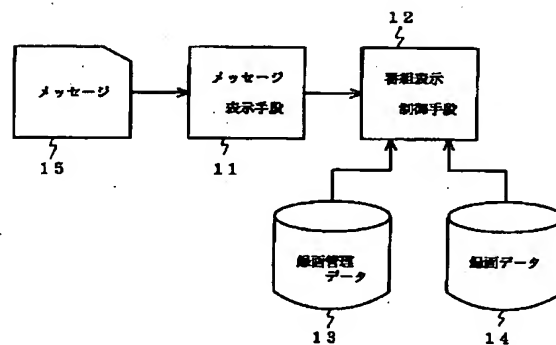 12
メッセージ
メッセージ
表示手段
番組表示
制御手段
15
11
録画管理
データ
録画データ
13
14